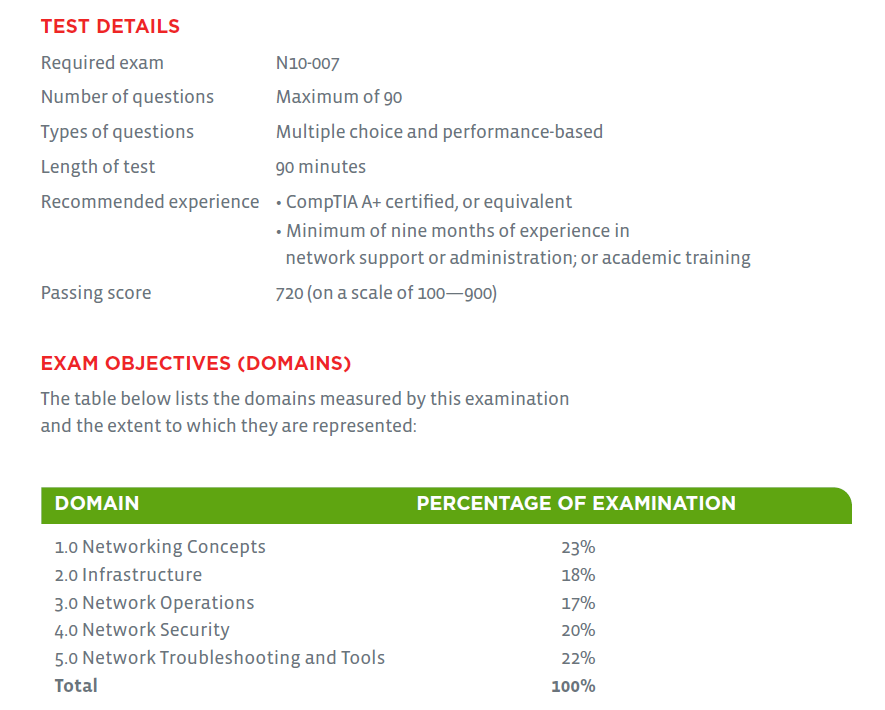 TEST DETAILS
Required exam N10-007
Number of questions Maximum of 90
Types of questions Multiple choice and performance-based
Length of test 90 minutes
Recommended experience • CompTIA A+ certified, or equivalent
• Minimum of nine months of experience in
network support or administration; or academic training
Passing score 720 (on a scale of 100—900)
EXAM OBJECTIVES (DOMAINS)
The table below lists the domains measured by this examination
and the extent to which they are represented:
DOMAIN PERCENTAGE OF EXAMINATION
1.0 Networking Concepts 23%
2.0 Infrastructure 18%
3.0 Network Operations 17%
4.0 Network Security 20%
5.0 Network Troubleshooting and Tools 22%
Total 100%